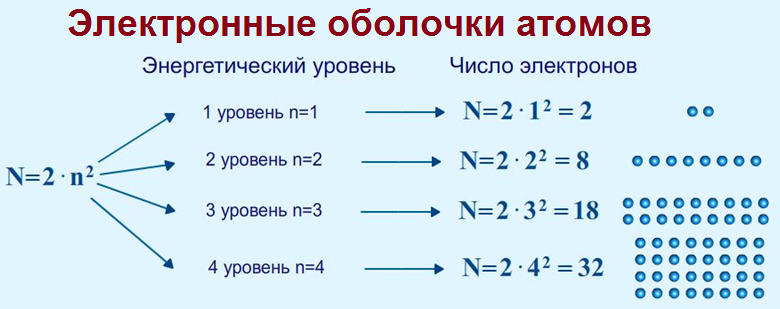 Электронные оболочки атомов
Энергетический уровень Число электронов
1 уровень n=1 N=2·1² = 2
2 уровень n=2 N=2·2² = 8
N=2·n²
3 уровень n=3 N=2·3² =18
4 уровень n=4 N=2·4² = 32